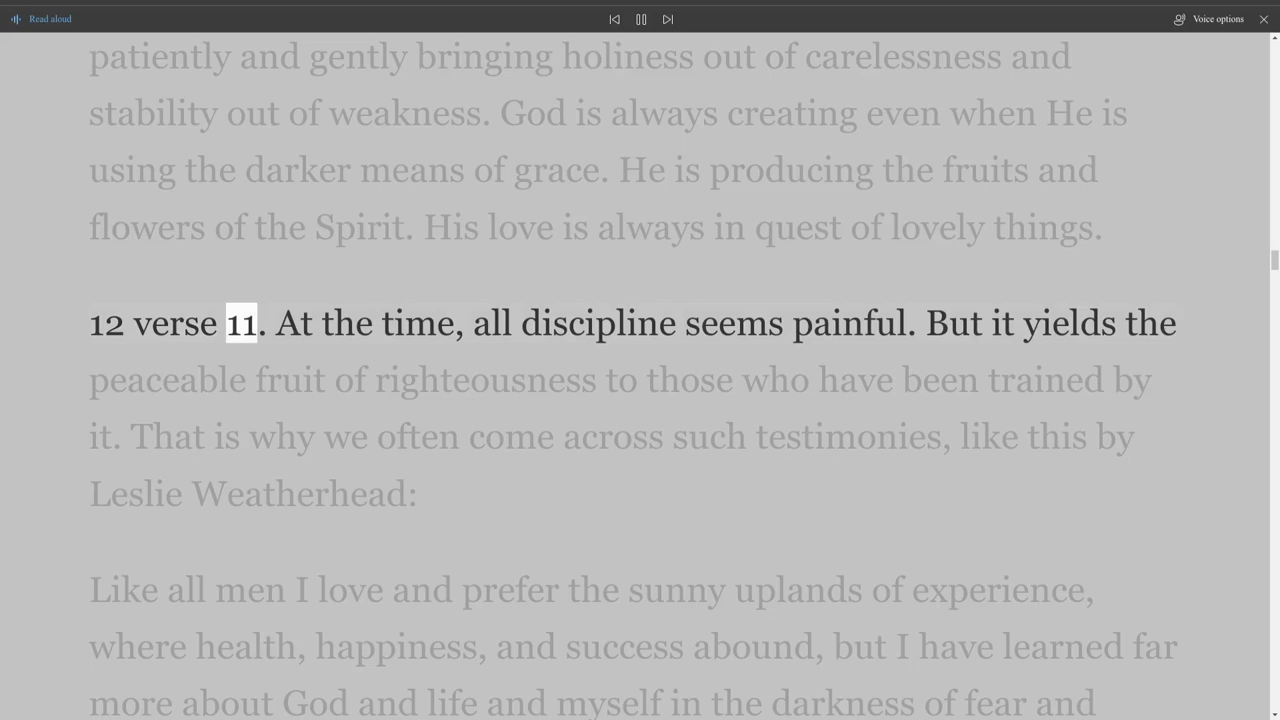 Read aloud
Voice options
patiently and gently bringing holiness out of carelessness and
stability out of weakness. God is always creating even when He is
using the darker means of grace. He is producing the fruits and
flowers of the Spirit. His love is always in quest of lovely things.
12 verse 11. At the time, all discipline seems painful. But it yields the
peaceable fruit of righteousness to those who have been trained by
it. That is why we often come across such testimonies, like this by
Leslie Weatherhead:
Like all men I love and prefer the sunny uplands of experience,
where health, happiness, and success abound, but I have learned far
more about God and life and myself in the darkness of fear and